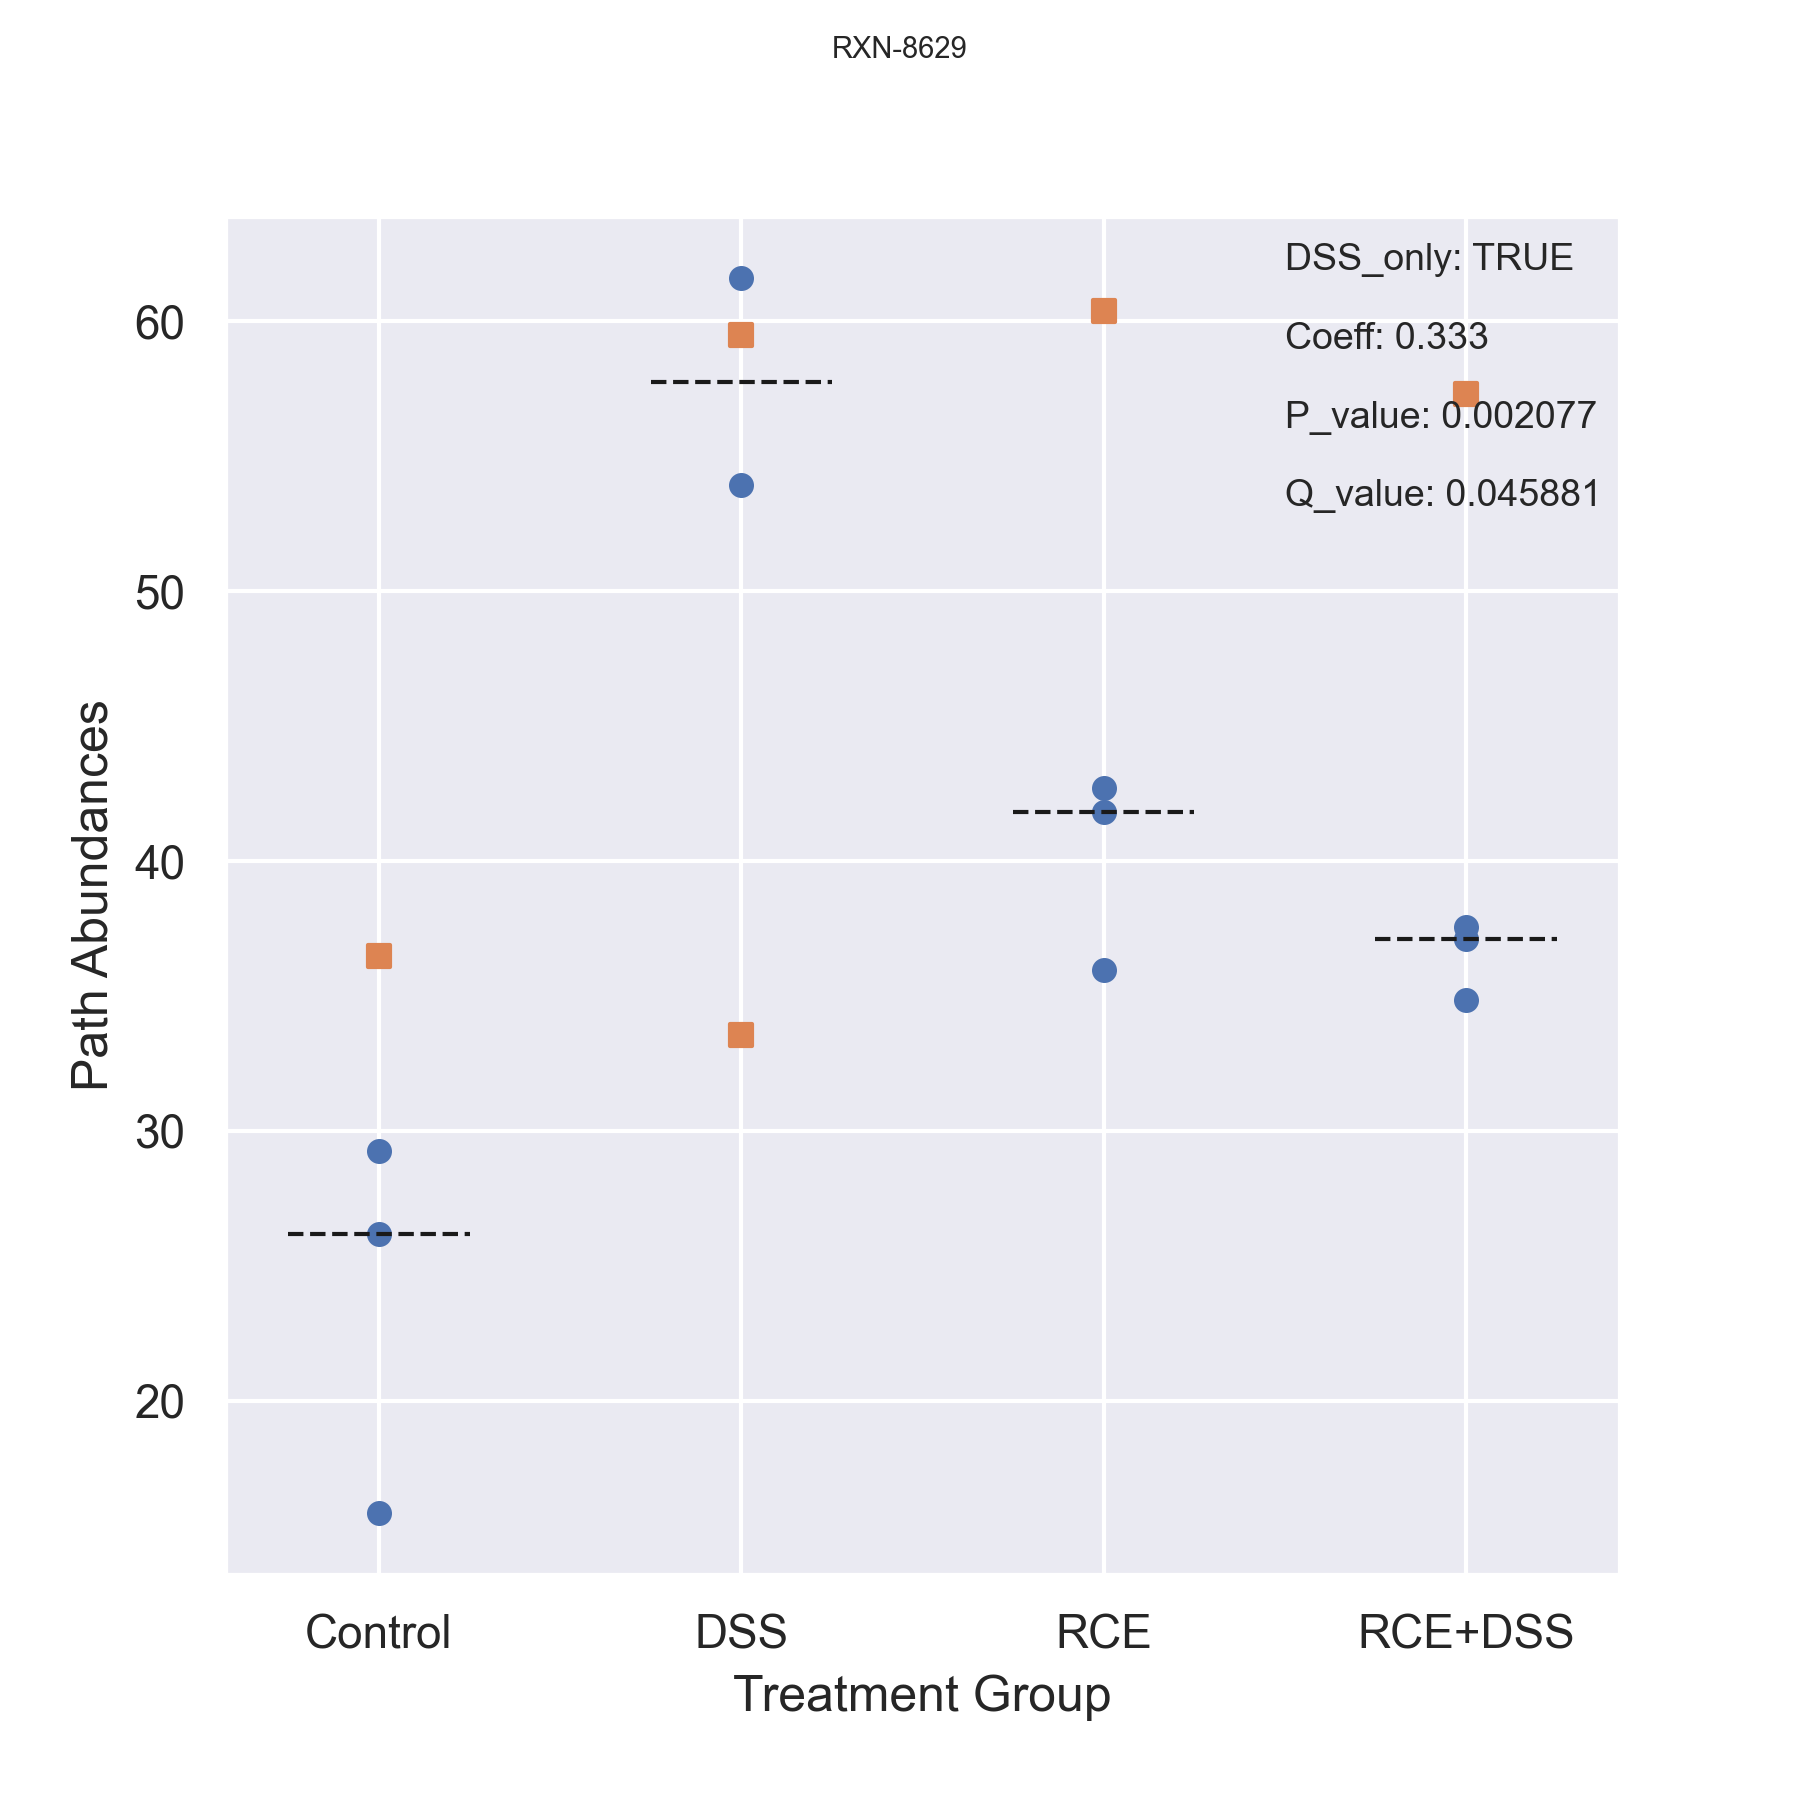 RXN-8629
DSS_only: TRUE
Coeff: 0.333
P_value: 0.002077
Q_value: 0.045881
60
50
40
30
20
Path Abundances
Control
DSS
RCE
RCE+DSS
Treatment Group